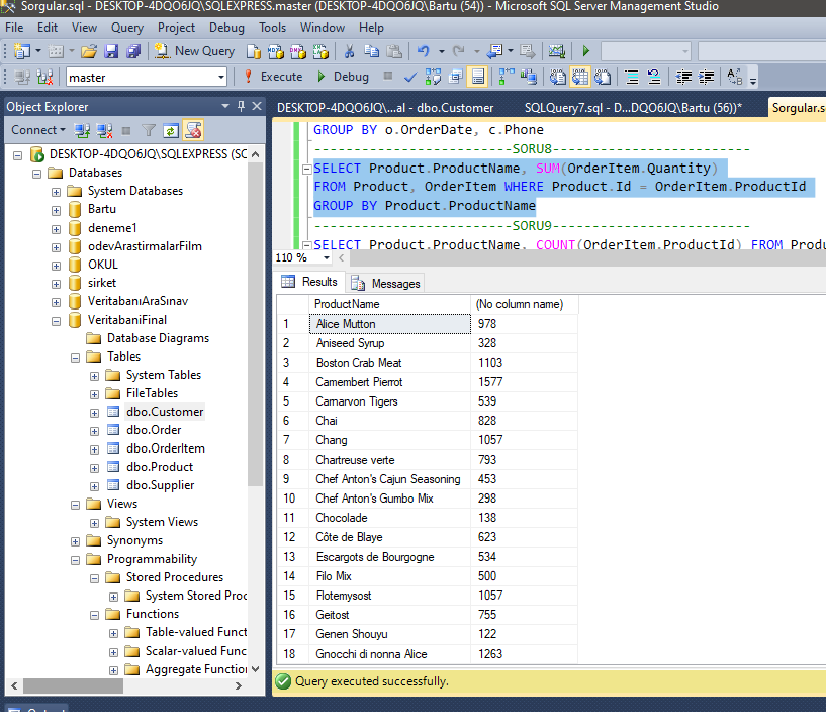 Sorgular.sql - DESKTOP-4DQO6JQ\SQLEXPRESS.master (DESKTOP-4DQO6JQ\Bartu (54)) - Microsoft SQL Server Management Studio
File Edit View Query Project Debug Tools Window Help
New Query
master Execute Debug
Object Explorer
Connect
DESKTOP-4DQO6JQ\SQLEXPRESS (SC
Databases
System Databases
Bartu
deneme1
odevArastirmalarFilm
OKUL
sirket
VeritabanıAraSınav
VeritabaniFinal
Database Diagrams
Tables
System Tables
FileTables
dbo.Customer
dbo.Order
dbo.OrderItem
dbo.Product
dbo.Supplier
Views
System Views
Synonyms
Programmability
Stored Procedures
System Stored Proc
Functions
Table-valued Funct
Scalar-valued Func
Aggregate Function
DESKTOP-4DQO6JQ\...al - dbo.Customer SQLQuery7.sql - D...DQO6JQ\Bartu (56))* Sorgular.s
GROUP BY o.OrderDate, c.Phone
------------------------SORU8------------------------
SELECT Product.ProductName, SUM(OrderItem.Quantity)
FROM Product, OrderItem WHERE Product.Id = OrderItem.ProductId
GROUP BY Product.ProductName
------------------------SORU9------------------------
SELECT Product.ProductName, COUNT(OrderItem.ProductId) FROM Produ
110 %
Results Messages
ProductName (No column name)
1 Alice Mutton 978
2 Aniseed Syrup 328
3 Boston Crab Meat 1103
4 Camembert Pierrot 1577
5 Carnarvon Tigers 539
6 Chai 828
7 Chang 1057
8 Chartreuse verte 793
9 Chef Anton's Cajun Seasoning 453
10 Chef Anton's Gumbo Mix 298
11 Chocolade 138
12 Côte de Blaye 623
13 Escargots de Bourgogne 534
14 Filo Mix 500
15 Flotemysost 1057
16 Geitost 755
17 Genen Shouyu 122
18 Gnocchi di nonna Alice 1263
Query executed successfully.